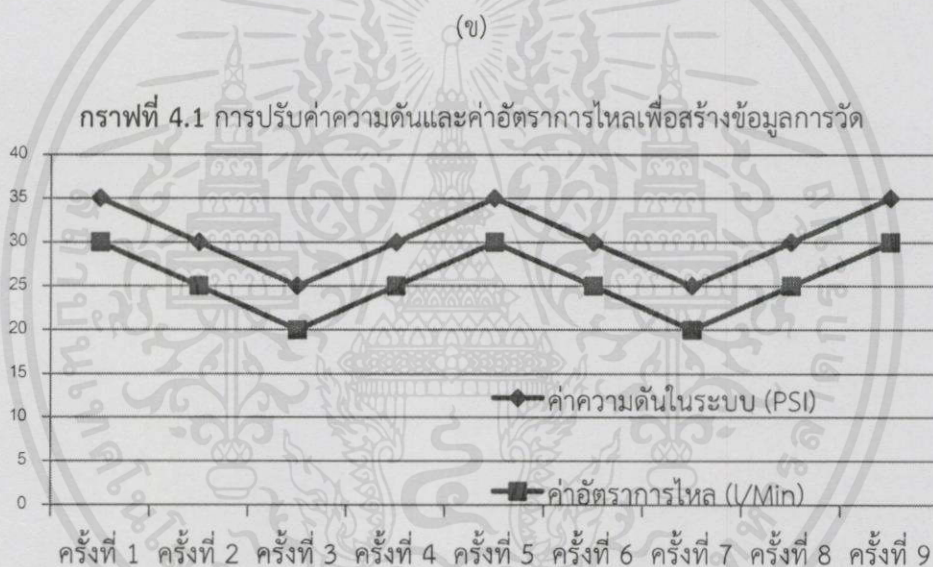 (ข)
กราฟที่ 4.1 การปรับค่าความดันและค่าอัตราการไหลเพื่อสร้างข้อมูลการวัด
40
35
30
25
20
15
10
5
0
ค่าความดันในระบบ (PSI)
ค่าอัตราการไหล (l/Min)
ครั้งที่ 1 ครั้งที่ 2 ครั้งที่ 3 ครั้งที่ 4 ครั้งที่ 5 ครั้งที่ 6 ครั้งที่ 7 ครั้งที่ 8 ครั้งที่ 9